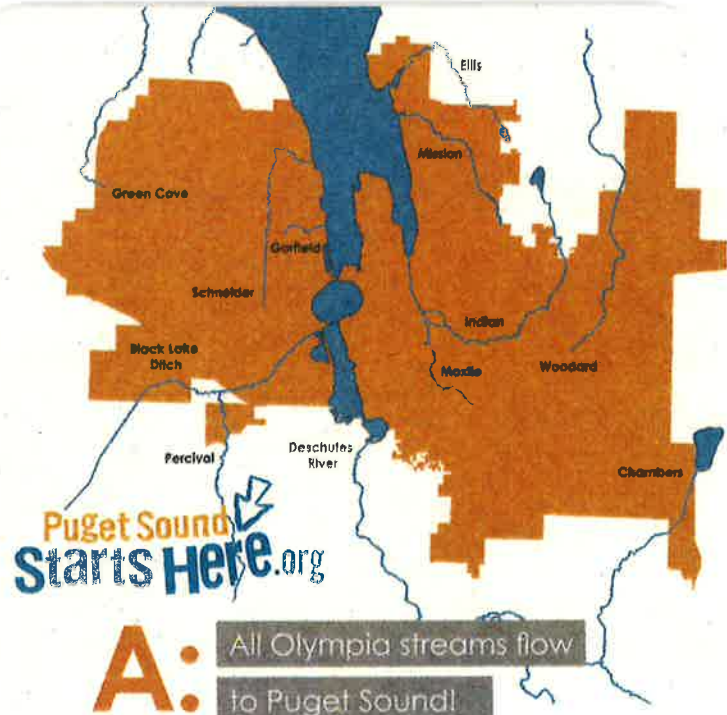 Ellis
Mission
Green Cove
Garfield
Schneider
Indian
Black Lake
Ditch
Moxlie
Woodard
Percival
Deschutes
River
Chambers
Puget Sound
Starts Here.org
A: All Olympia streams flow
to Puget Sound!